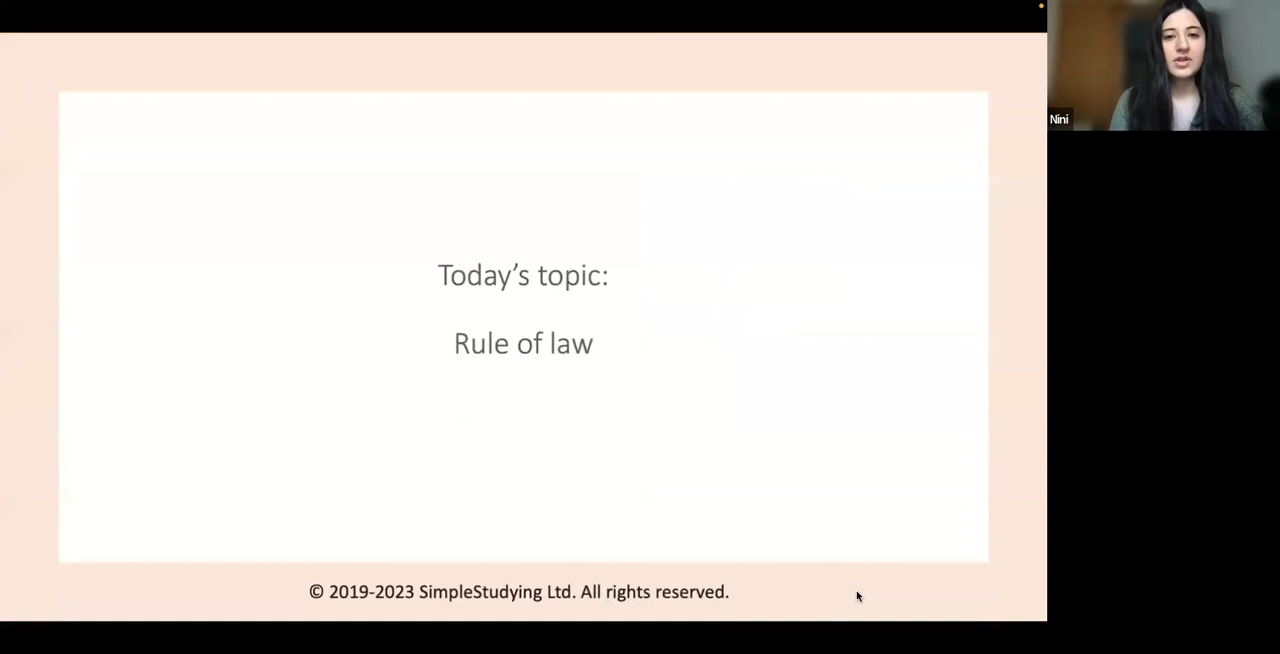 Today’s topic:
Rule of law
© 2019-2023 SimpleStudying Ltd. All rights reserved.
Nini